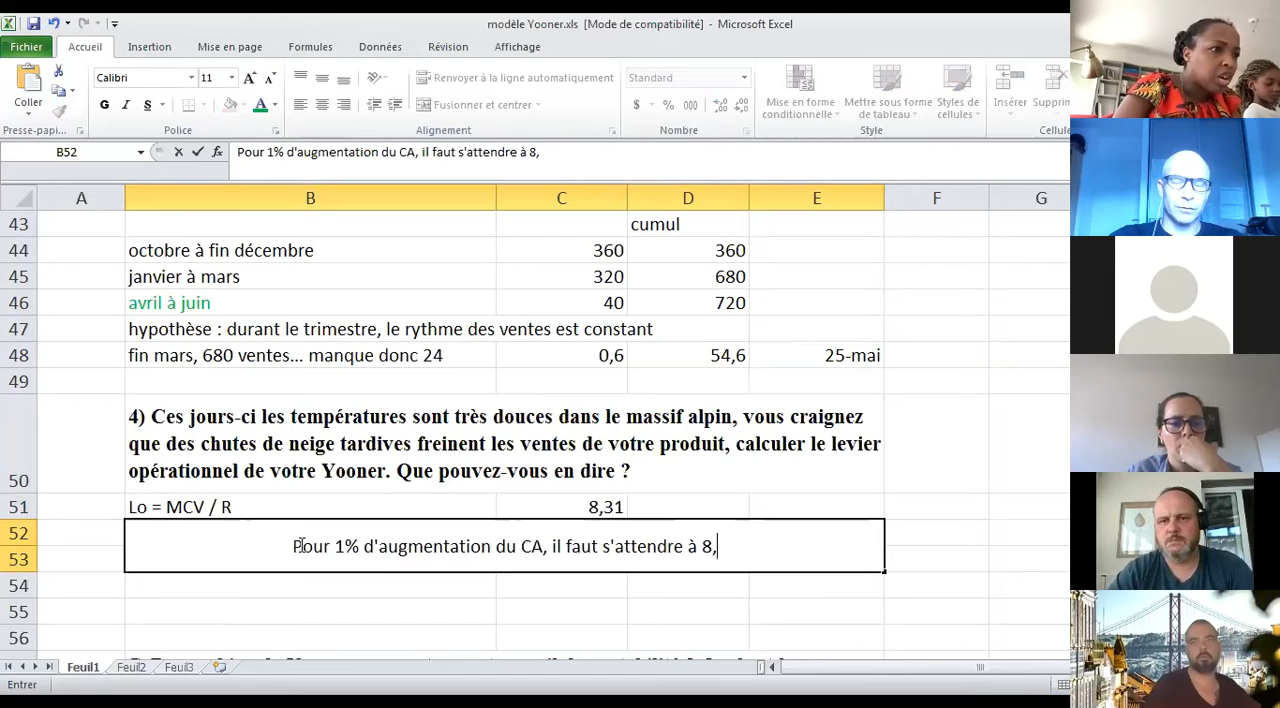 modèle Yooner.xls [Mode de compatibilité] - Microsoft Excel
Fichier Accueil Insertion Mise en page Formules Données Révision Affichage
Coller
Presse-papi...
Calibri 11 A A
G I S A
Police
Renvoyer à la ligne automatiquement
Fusionner et centrer
Alignement
Standard
$ % 000
Nombre
Mise en forme conditionnelle
Mettre sous forme de tableau
Styles de cellules
Style
Insérer
Supprim
Cellule
B52 fx Pour 1% d'augmentation du CA, il faut s'attendre à 8,
A B C D E F G
43 cumul
44 octobre à fin décembre 360 360
45 janvier à mars 320 680
46 avril à juin 40 720
47 hypothèse : durant le trimestre, le rythme des ventes est constant
48 fin mars, 680 ventes... manque donc 24 0,6 54,6 25-mai
49
4) Ces jours-ci les températures sont très douces dans le massif alpin, vous craignez
que des chutes de neige tardives freinent les ventes de votre produit, calculer le levier
50 opérationnel de votre Yooner. Que pouvez-vous en dire ?
51 Lo = MCV / R 8,31
52
Pour 1% d'augmentation du CA, il faut s'attendre à 8,
53
54
55
56
Feuil1 Feuil2 Feuil3
Entrer